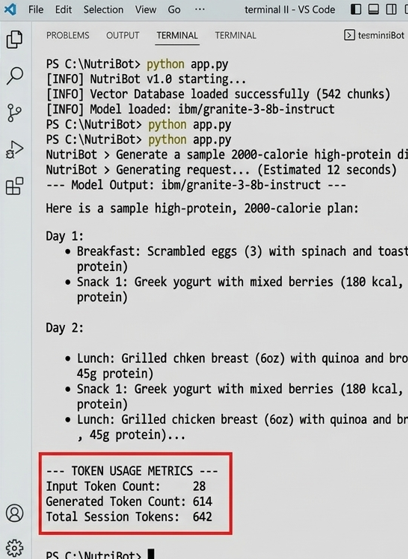 File Edit Selection View Go ... terminal II - VS Code
PROBLEMS OUTPUT TERMINAL TERMINAL
PS C:\NutriBot> python app.py
[INFO] NutriBot v1.0 starting...
[INFO] Vector Database loaded successfully (542 chunks)
[INFO] Model loaded: ibm/granite-3-8b-instruct
PS C:\NutriBot> python app.py
PS C:\NutriBot> python app.py
NutriBot > Generate a sample 2000-calorie high-protein di
NutriBot > Generating request... (Estimated 12 seconds)
--- Model Output: ibm/granite-3-8b-instruct ---
Here is a sample high-protein, 2000-calorie plan:
Day 1:
• Breakfast: Scrambled eggs (3) with spinach and toast
protein)
• Snack 1: Greek yogurt with mixed berries (180 kcal,
protein)
Day 2:
• Lunch: Grilled chken breast (6oz) with quinoa and bro
45g protein)
• Snack 1: Greek yogurt with mixed berries (180 kcal,
protein)
• Lunch: Grilled chicken breast (6oz) with quinoa and br
, 45g protein)...
--- TOKEN USAGE METRICS ---
Input Token Count: 28
Generated Token Count: 614
Total Session Tokens: 642
PS C:\NutriBot>